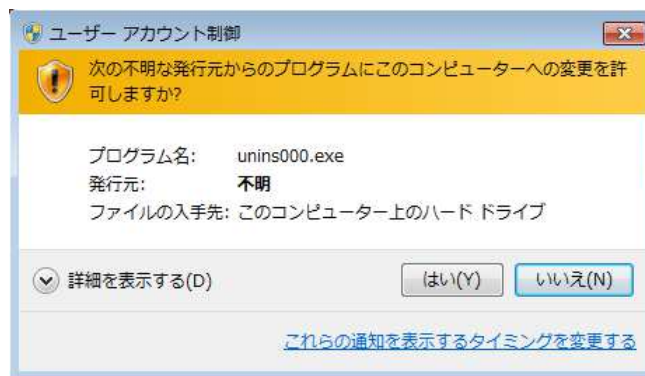 ユーザー アカウント制御
次の不明な発行元からのプログラムにこのコンピューターへの変更を許
可しますか?
プログラム名: unins000.exe
発行元: 不明
ファイルの入手先: このコンピューター上のハード ドライブ
詳細を表示する(D) はい(Y) いいえ(N)
これらの通知を表示するタイミングを変更する